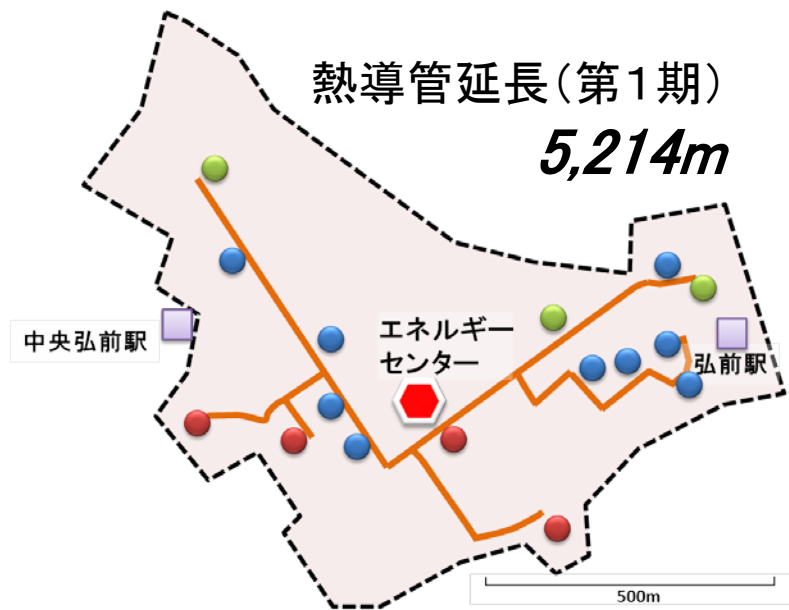 熱導管延長(第1期)
5,214m
中央弘前駅
エネルギー
センター
弘前駅
500m